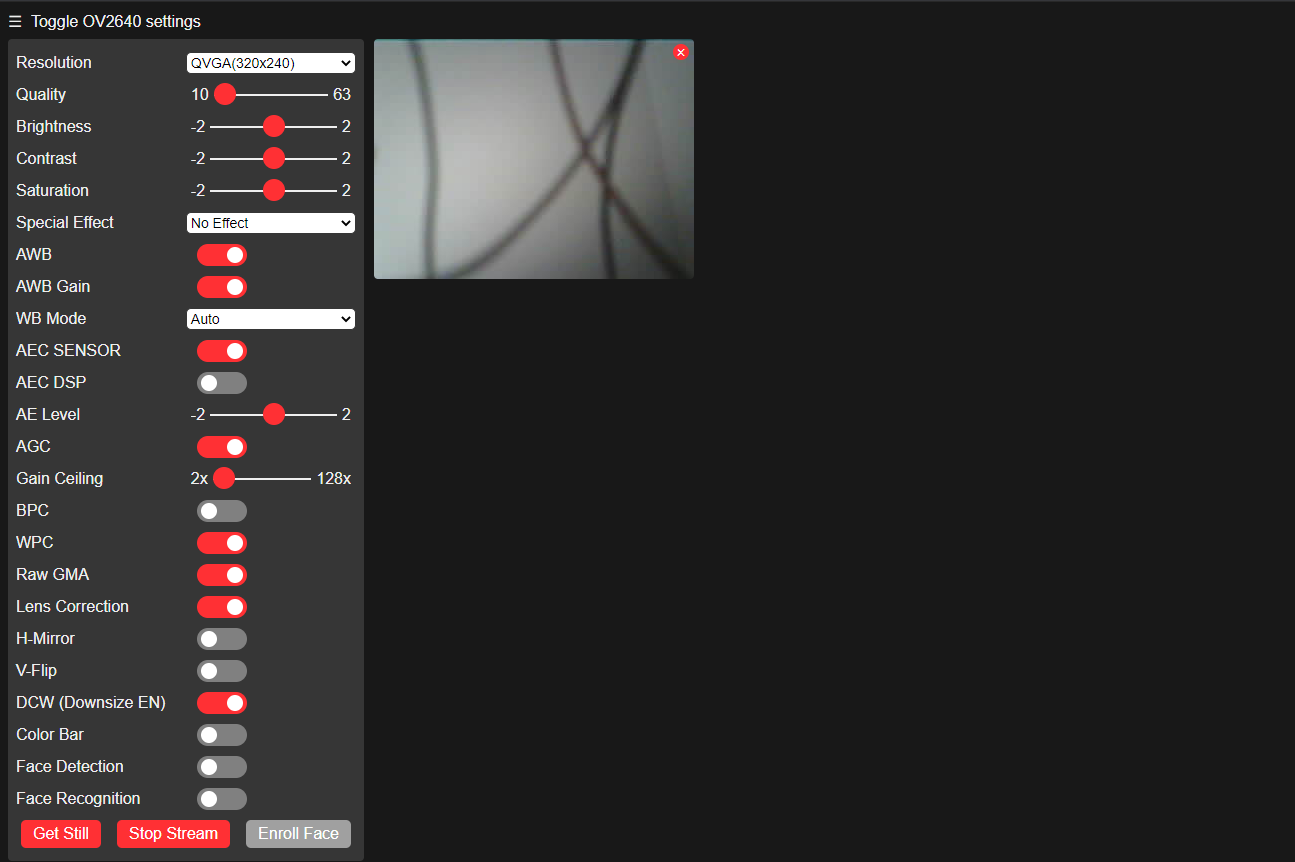 ☰ Toggle OV2640 settings
Resolution QVGA(320x240)
Quality 10 63
Brightness -2 2
Contrast -2 2
Saturation -2 2
Special Effect No Effect
AWB
AWB Gain
WB Mode Auto
AEC SENSOR
AEC DSP
AE Level -2 2
AGC
Gain Ceiling 2x 128x
BPC
WPC
Raw GMA
Lens Correction
H-Mirror
V-Flip
DCW (Downsize EN)
Color Bar
Face Detection
Face Recognition
Get Still Stop Stream Enroll Face